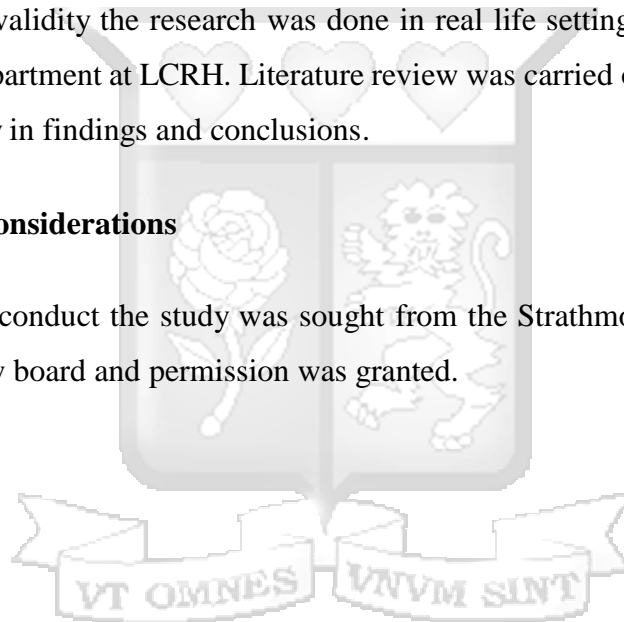 validity the research was done in real life setting
partment at LCRH. Literature review was carried
in findings and conclusions.
onsiderations
conduct the study was sought from the Strathmo
board and permission was granted.
VT OMNES VNVM SINT